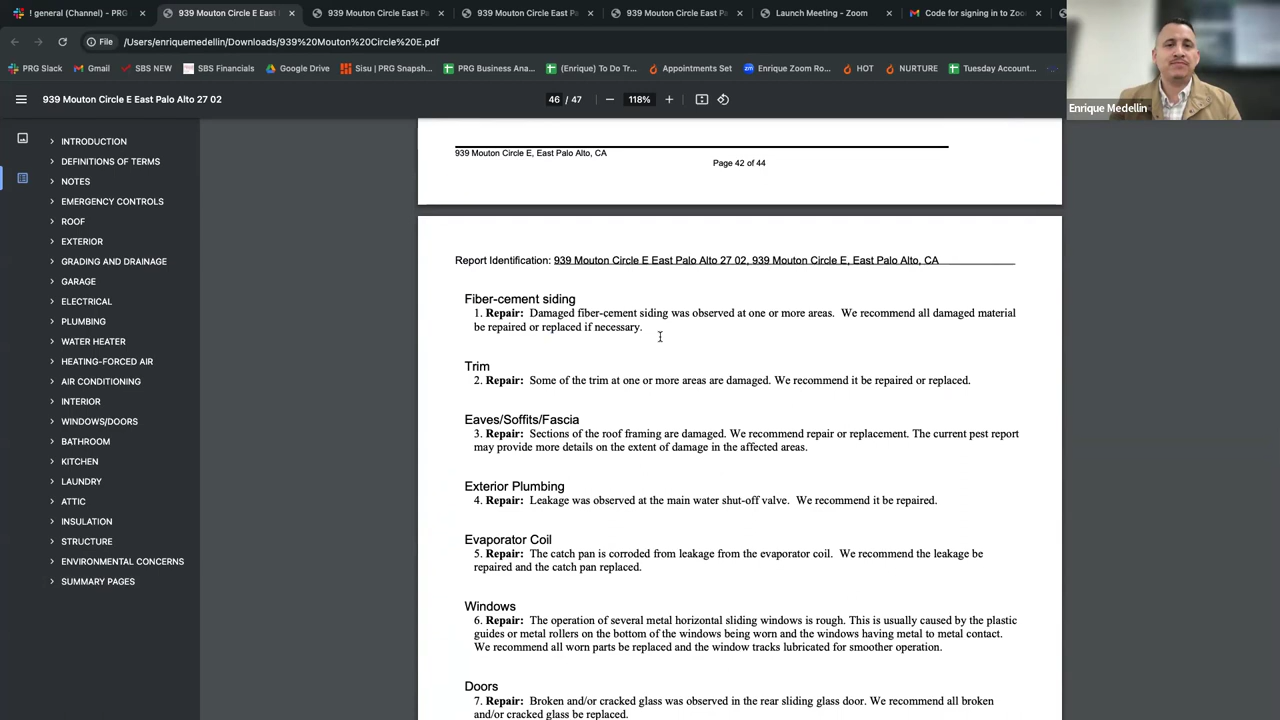 ! general (Channel) - PRG
939 Mouton Circle E East
939 Mouton Circle E, East Pa
939 Mouton Circle E, East Pa
939 Mouton Circle E, East Pa
Launch Meeting - Zoom
Code for signing in to Zoo
File
/Users/enriquemedellin/Downloads/939%20Mouton%20Circle%20E.pdf
PRG Slack
Gmail
SBS NEW
SBS Financials
Google Drive
Sisu | PRG Snapsh...
PRG Business Ana...
(Enrique) To Do Tr...
Appointments Set
Enrique Zoom Ro...
HOT
NURTURE
Tuesday Account...
Enrique Medellin
939 Mouton Circle E East Palo Alto 27 02
46 / 47
118%
INTRODUCTION
DEFINITIONS OF TERMS
NOTES
EMERGENCY CONTROLS
ROOF
EXTERIOR
GRADING AND DRAINAGE
GARAGE
ELECTRICAL
PLUMBING
WATER HEATER
HEATING-FORCED AIR
AIR CONDITIONING
INTERIOR
WINDOWS/DOORS
BATHROOM
KITCHEN
LAUNDRY
ATTIC
INSULATION
STRUCTURE
ENVIRONMENTAL CONCERNS
SUMMARY PAGES
939 Mouton Circle E, East Palo Alto, CA
Page 42 of 44
Report Identification: 939 Mouton Circle E East Palo Alto 27 02, 939 Mouton Circle E, East Palo Alto, CA
Fiber-cement siding
1. Repair: Damaged fiber-cement siding was observed at one or more areas. We recommend all damaged material
be repaired or replaced if necessary.
Trim
2. Repair: Some of the trim at one or more areas are damaged. We recommend it be repaired or replaced.
Eaves/Soffits/Fascia
3. Repair: Sections of the roof framing are damaged. We recommend repair or replacement. The current pest report
may provide more details on the extent of damage in the affected areas.
Exterior Plumbing
4. Repair: Leakage was observed at the main water shut-off valve. We recommend it be repaired.
Evaporator Coil
5. Repair: The catch pan is corroded from leakage from the evaporator coil. We recommend the leakage be
repaired and the catch pan replaced.
Windows
6. Repair: The operation of several metal horizontal sliding windows is rough. This is usually caused by the plastic
guides or metal rollers on the bottom of the windows being worn and the windows having metal to metal contact.
We recommend all worn parts be replaced and the window tracks lubricated for smoother operation.
Doors
7. Repair: Broken and/or cracked glass was observed in the rear sliding glass door. We recommend all broken
and/or cracked glass be replaced.